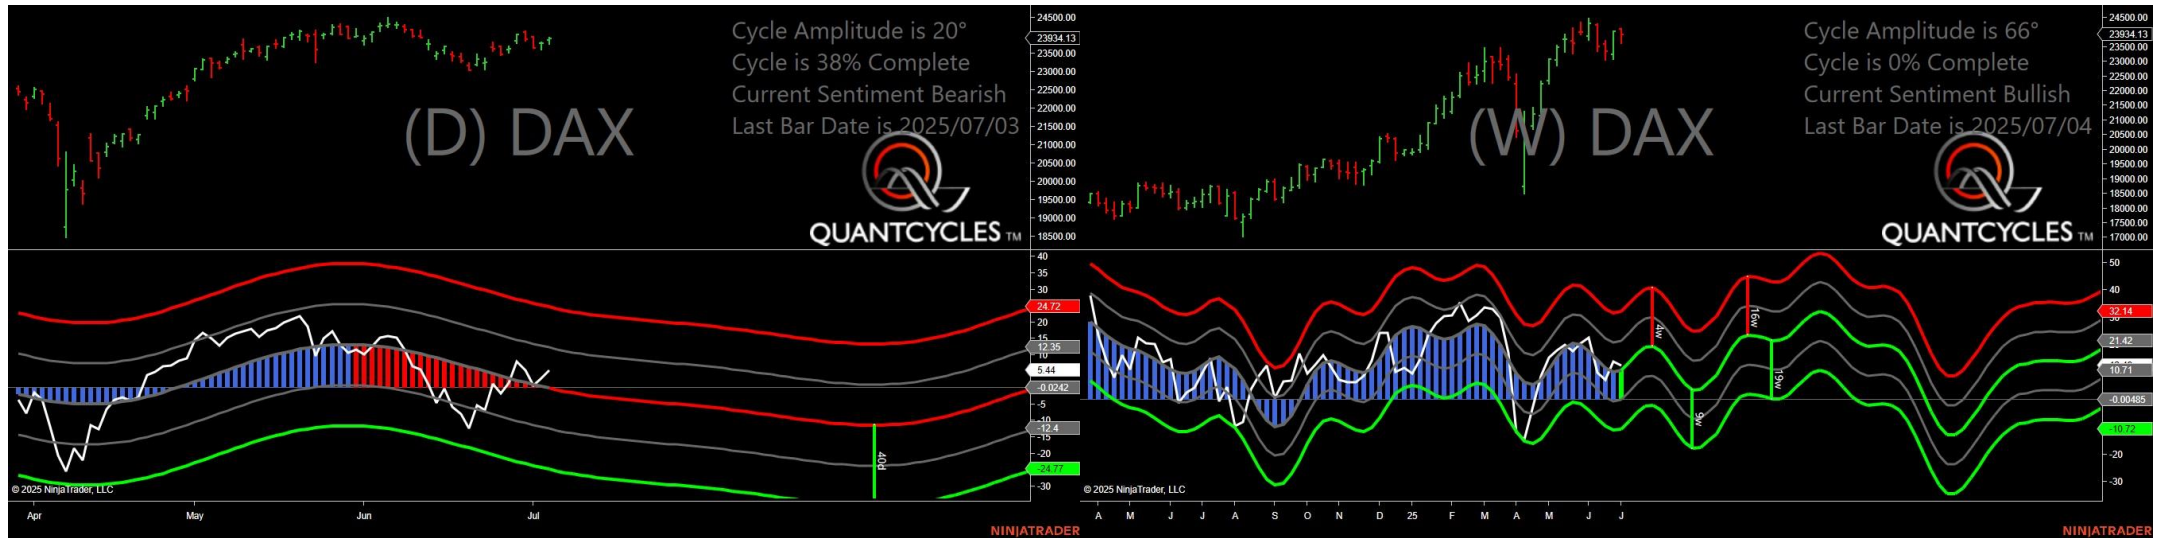 Cycle Amplitude is 20°
Cycle is 38% Complete
Current Sentiment Bearish
Last Bar Date is 2025/07/03
(D) DAX
QUANTCYCLES TM
24500.00
23934.13
23500.00
23000.00
22500.00
22000.00
21500.00
21000.00
20500.00
20000.00
19500.00
19000.00
18500.00
40
35
30
24.72
20
15
12.35
10
5.44
-0.0242
-5
-12.4
-15
-20
-24.77
-30
40d
© 2025 NinjaTrader, LLC
Apr May Jun Jul
NINJATRADER
Cycle Amplitude is 66°
Cycle is 0% Complete
Current Sentiment Bullish
Last Bar Date is 2025/07/04
(W) DAX
QUANTCYCLES TM
24500.00
23934.13
23500.00
23000.00
22500.00
22000.00
21500.00
21000.00
20500.00
20000.00
19500.00
19000.00
18500.00
18000.00
17500.00
17000.00
50
40
32.14
21.42
10.71
-0.00485
-10.72
-20
-30
4w
16w
9w
19w
© 2025 NinjaTrader, LLC
A M J J A S O N D 25 F M A M J J
NINJATRADER